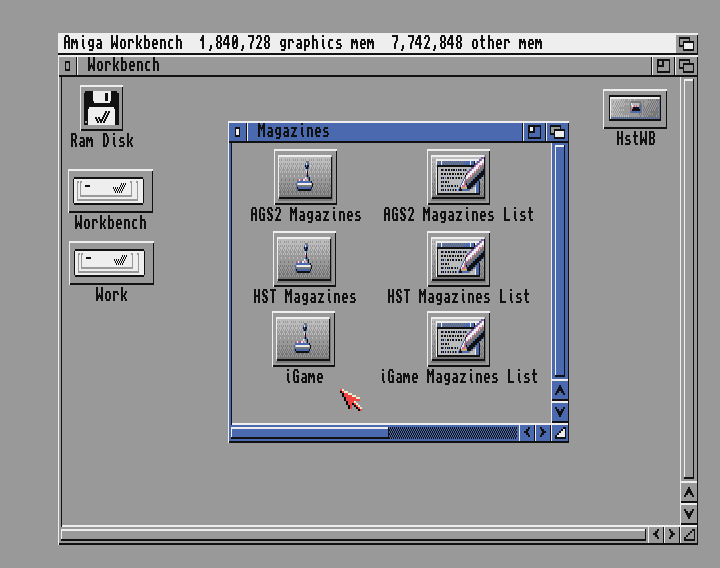 Amiga Workbench 1,840,728 graphics mem 7,742,848 other mem
Workbench
Ram Disk
HstWB
Magazines
AGS2 Magazines
AGS2 Magazines List
Workbench
HST Magazines
HST Magazines List
Work
iGame
iGame Magazines List